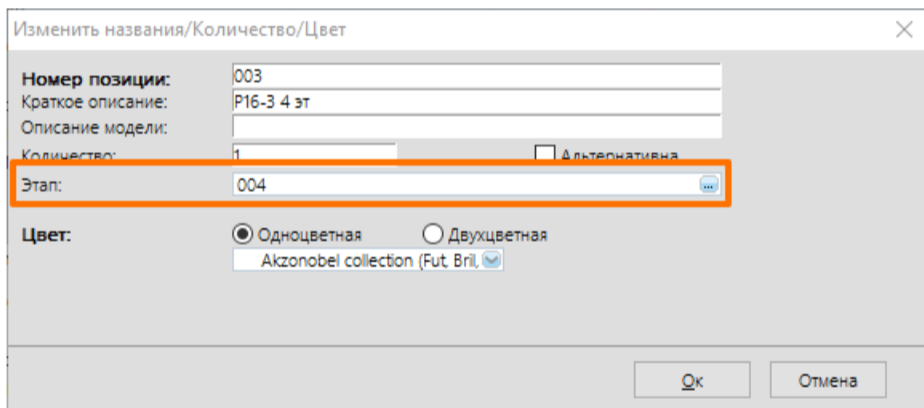 Изменить названия/Количество/Цвет
Номер позиции: 003
Краткое описание: Р16-3 4 эт
Описание модели:
Количество: 1 Альтернативна
Этап: 004 ...
Цвет: Одноцветная Двухцветная
Akzonobel collection (Fut, Bril,
Ок Отмена